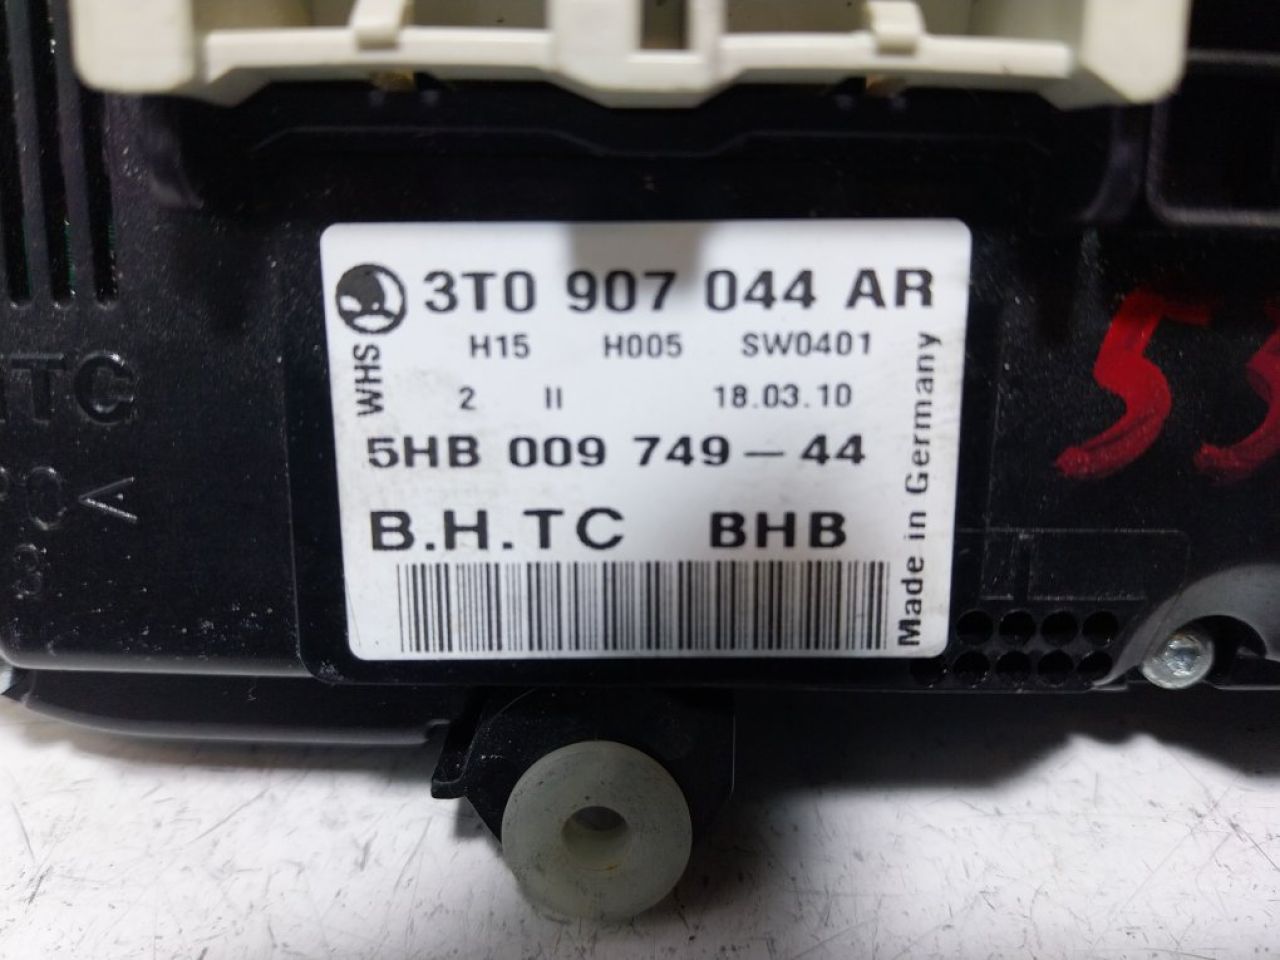 3T0 907 044 AR
H15 H005 SW0401
WHS
2 II 18.03.10
5HB 009 749-44
B.H.TC BHB
Made in Germany
53